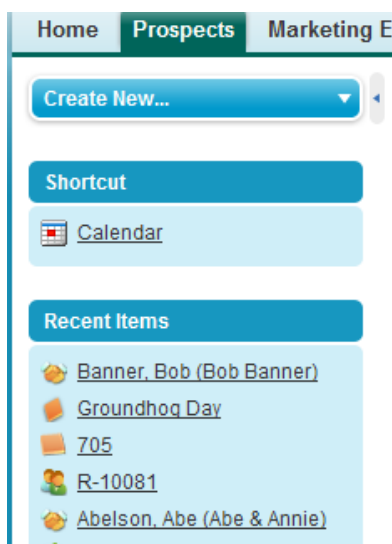 Home Prospects Marketing E
Create New...
Shortcut
Calendar
Recent Items
Banner, Bob (Bob Banner)
Groundhog Day
705
R-10081
Abelson, Abe (Abe & Annie)